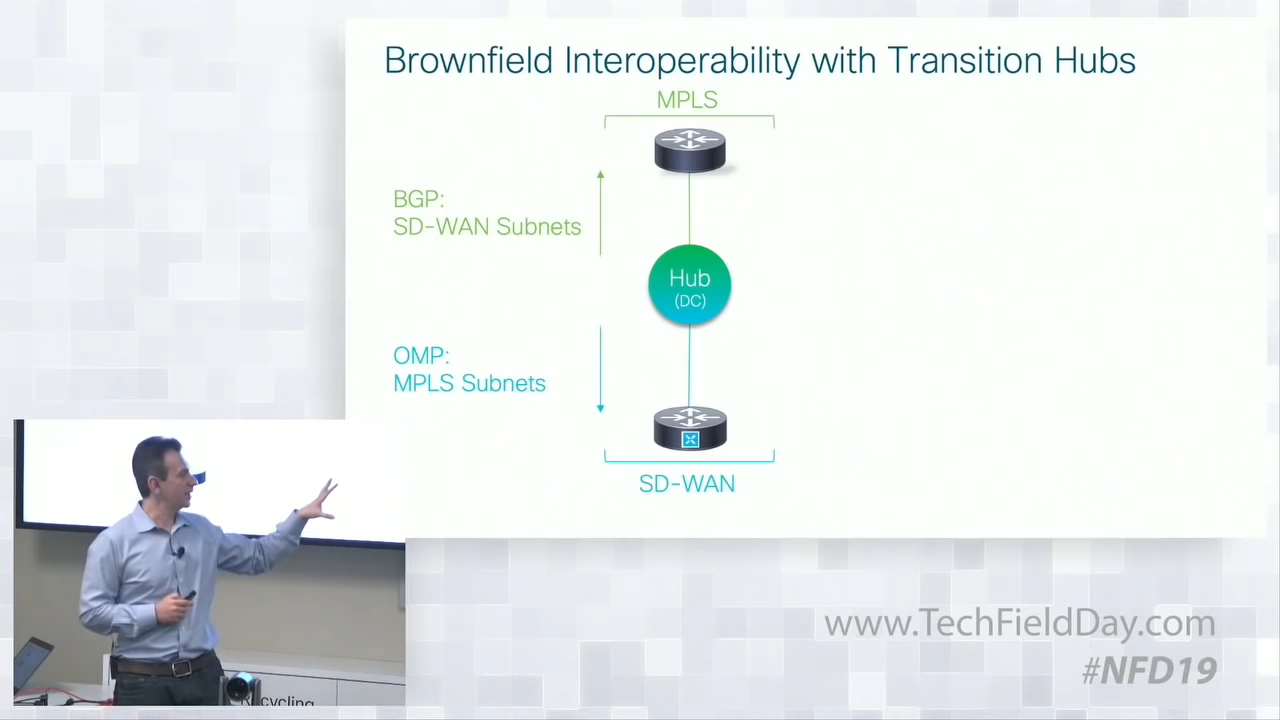 Brownfield Interoperability with Transition Hubs
MPLS
BGP:
SD-WAN Subnets
Hub
(DC)
OMP:
MPLS Subnets
SD-WAN
Recycling
www.TechFieldDay.com
#NFD19